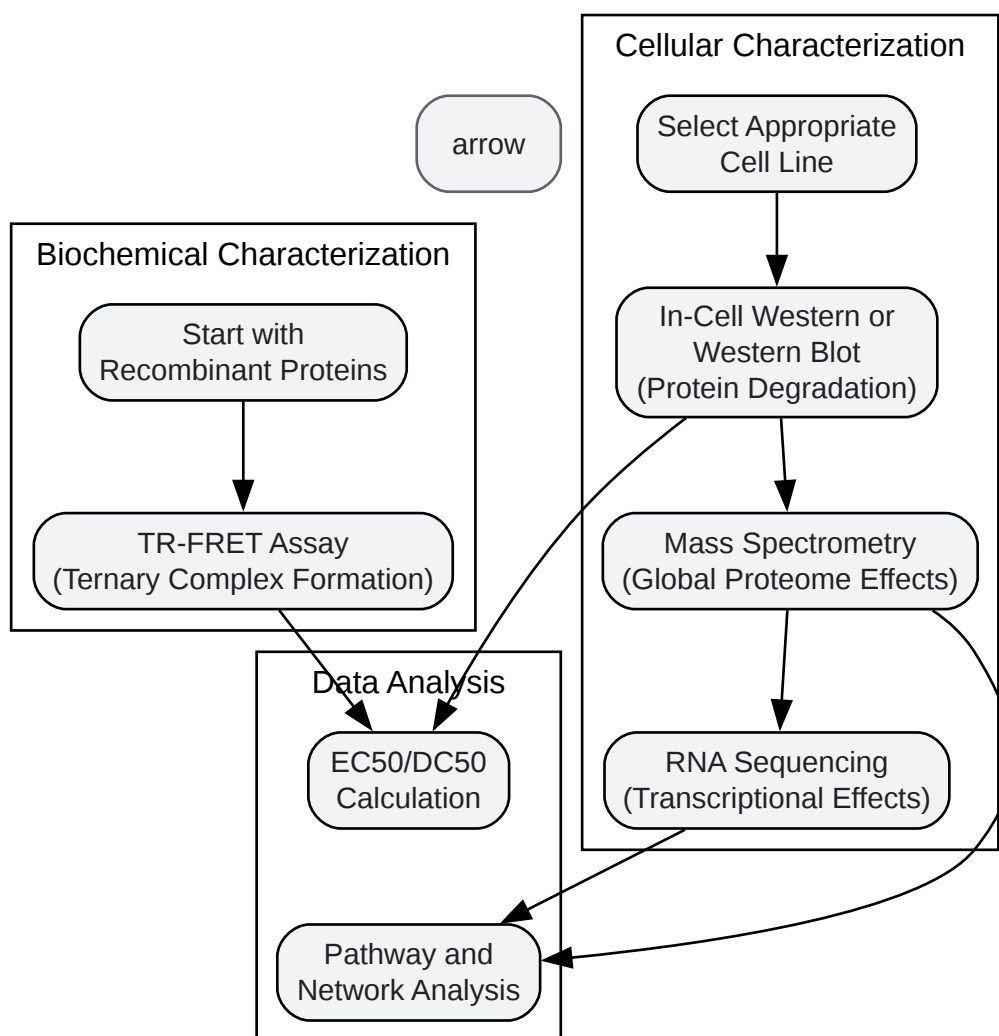 Cellular Characterization
Select Appropriate
Cell Line
arrow
Biochemical Characterization
Start with
Recombinant Proteins
In-Cell Western or
Western Blot
(Protein Degradation)
TR-FRET Assay
(Ternary Complex Formation)
Mass Spectrometry
(Global Proteome Effects)
Data Analysis
EC50/DC50
Calculation
RNA Sequencing
(Transcriptional Effects)
Pathway and
Network Analysis